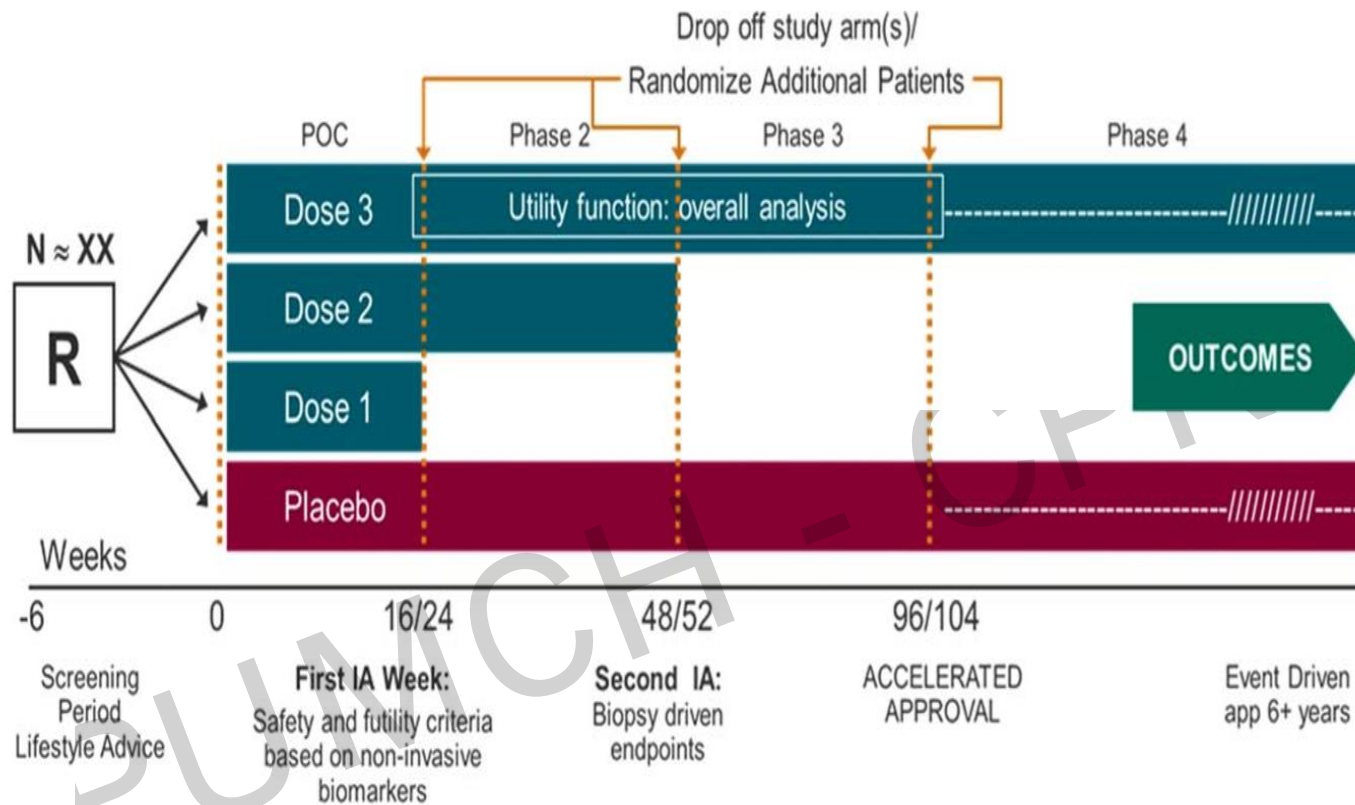 Drop off study arm(s)/
Randomize Additional Patients
POC
Phase 2
Phase 3
Phase 4
Dose 3
Utility function: overall analysis
N ≈ XX
R
Dose 2
Dose 1
Placebo
OUTCOMES
Weeks
-6
0
16/24
48/52
96/104
Screening
Period
Lifestyle Advice
First IA Week:
Safety and futility criteria
based on non-invasive
biomarkers
Second IA:
Biopsy driven
endpoints
ACCELERATED
APPROVAL
Event Driven
app 6+ years
PUMCH -